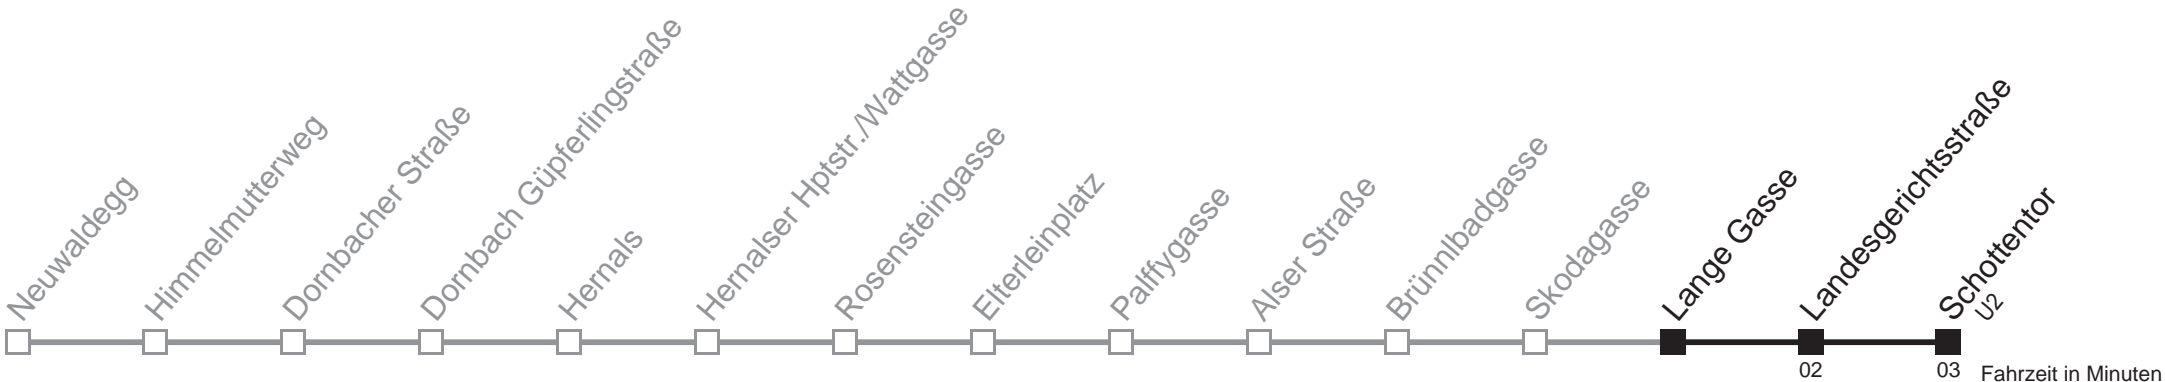 Neuwaldegg
Himmelmutterweg
Dornbacher Straße
Dornbach Güpferlingstraße
Hernals
Hernalser Hptstr./Wattgasse
Rosensteingasse
Elterleinplatz
Palffygasse
Alser Straße
Brünnlbadgasse
Skodagasse
Lange Gasse
Landesgerichtsstraße
Schottentor
U2
02
03
Fahrzeit in Minuten